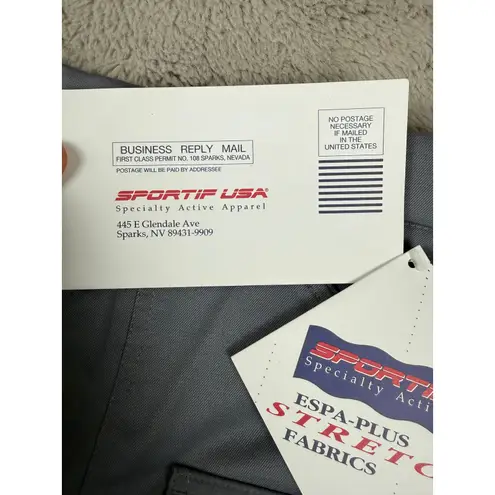 BUSINESS REPLY MAIL
FIRST CLASS PERMIT NO. 108 SPARKS, NEVADA
POSTAGE WILL BE PAID BY ADDRESSEE
NO POSTAGE
NECESSARY
IF MAILED
IN THE
UNITED STATES
SPORTIF USA®
Specialty Active Apparel
445 E Glendale Ave
Sparks, NV 89431-9909
SPORTIF
Specialty Active
ESPA-PLUS
STRETC
FABRICS